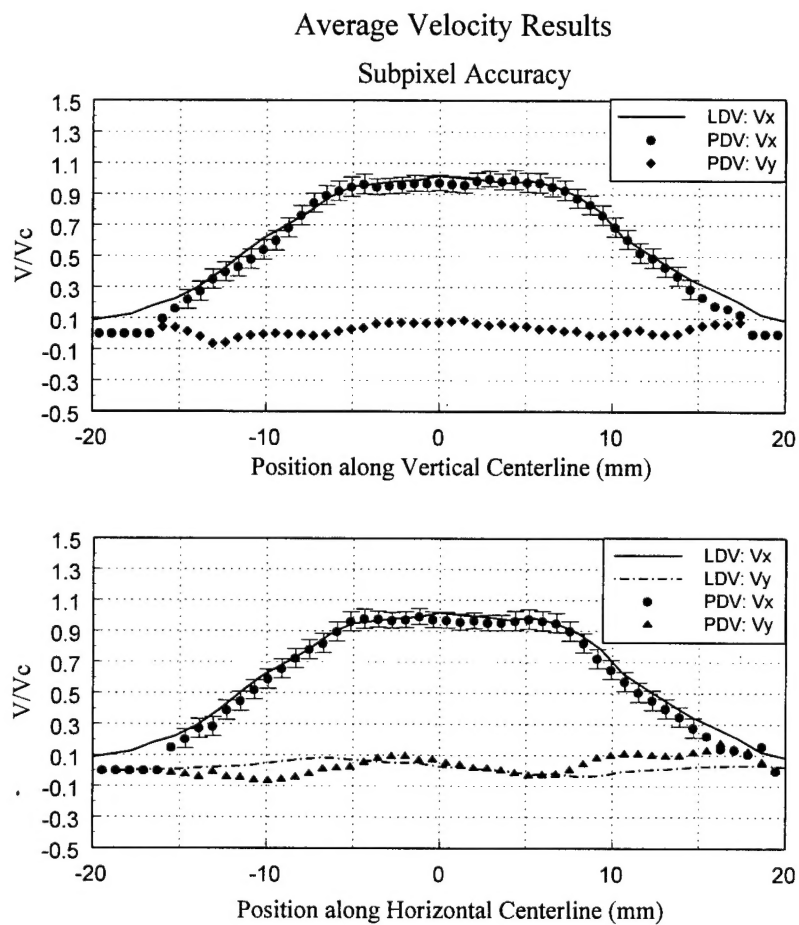 Average Velocity Results
Subpixel Accuracy
1.5
1.3
1.1
0.9
0.7
0.5
0.3
0.1
-0.1
-0.3
-0.5
V/Vc
LDV: Vx
PDV: Vx
PDV: Vy
-20
-10
0
10
20
Position along Vertical Centerline (mm)
1.5
1.3
1.1
0.9
0.7
0.5
0.3
0.1
-0.1
-0.3
-0.5
V/Vc
LDV: Vx
LDV: Vy
PDV: Vx
PDV: Vy
-20
-10
0
10
20
Position along Horizontal Centerline (mm)